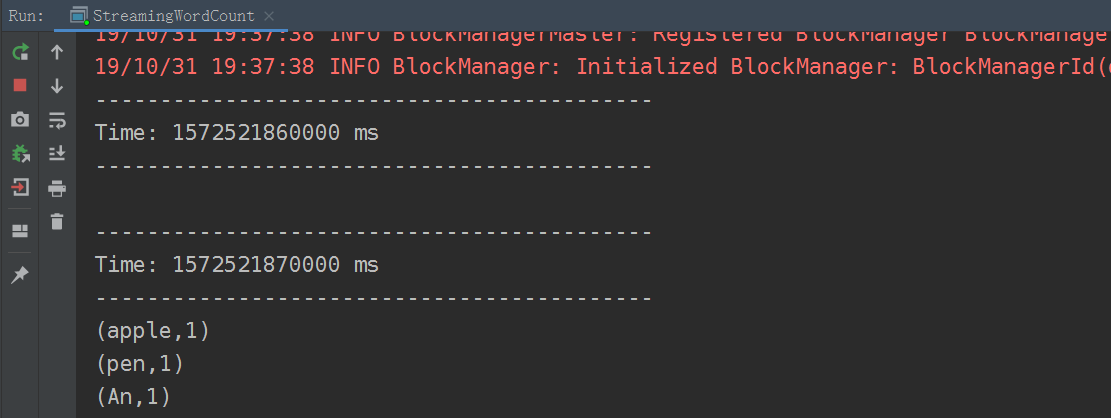 Run: StreamingWordCount
19/10/31 19:37:38 INFO BlockManagerMaster: Registered BlockManager BlockManage
19/10/31 19:37:38 INFO BlockManager: Initialized BlockManager: BlockManagerId(
-------------------------------------------
Time: 1572521860000 ms
-------------------------------------------
-------------------------------------------
Time: 1572521870000 ms
-------------------------------------------
(apple,1)
(pen,1)
(An,1)